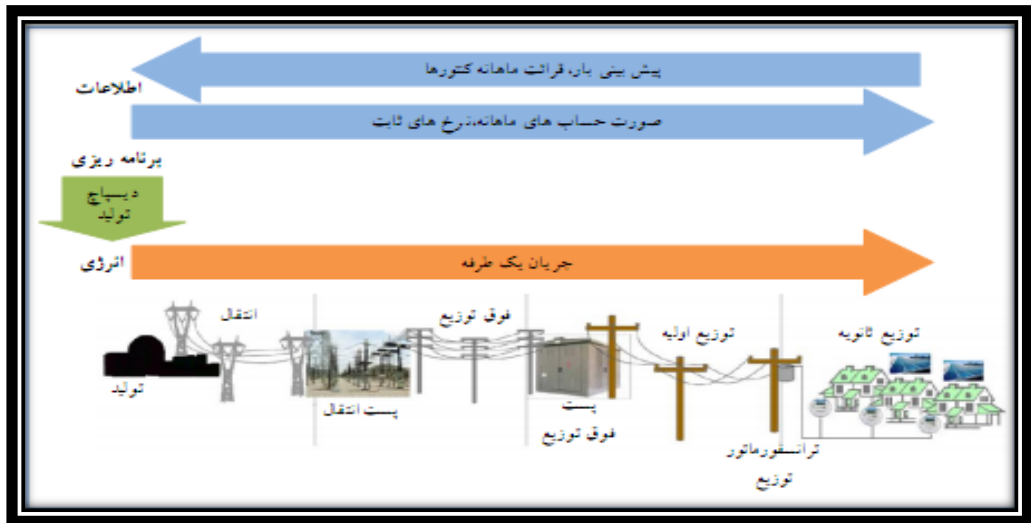 پیش بینی بار، قرائت ماهانه کنتورها
اطلاعات
صورت حساب های ماهانه،نرخ های ثابت
برنامه ریزی
دیسپاچ
تولید
انرژی
جریان یک طرفه
انتقال
فوق توزیع
توزیع اولیه
توزیع ثانویه
تولید
پست انتقال
پست
فوق توزیع
ترانسفورماتور
توزیع